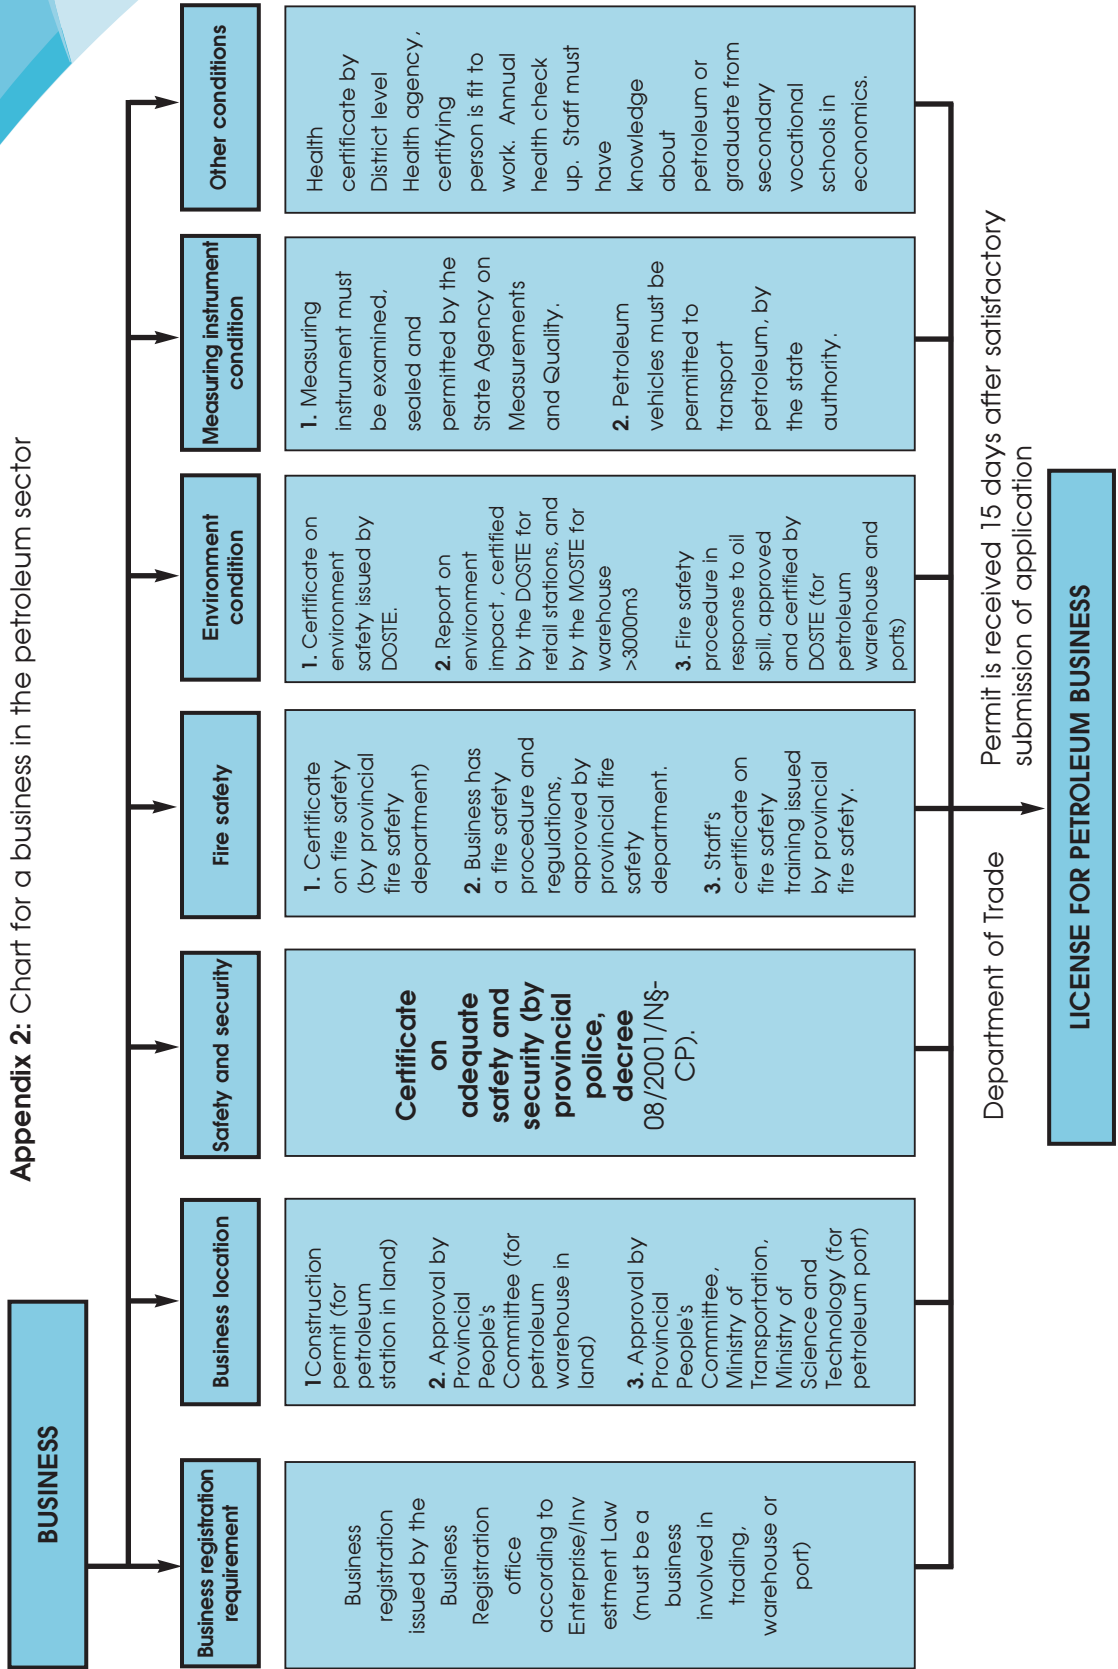 Appendix 2: Chart for a business in the petroleum sector
BUSINESS
Business registration
requirement
Business
registration
issued by the
Business
Registration
office
according to
Enterprise/Inv
estment Law
(must be a
business
involved in
trading,
warehouse or
port)
Business location
1Construction
permit (for
petroleum
station in land)
2. Approval by
Provincial
People's
Committee (for
petroleum
warehouse in
land)
3. Approval by
Provincial
People's
Committee,
Ministry of
Transportation,
Ministry of
Science and
Technology (for
petroleum port)
Safety and security
Certificate
on
adequate
safety and
security (by
provincial
police,
decree
08/2001/N§-
CP).
Fire safety
1. Certificate
on fire safety
(by provincial
fire safety
department)
2. Business has
a fire safety
procedure and
regulations,
approved by
provincial fire
safety
department.
3. Staff's
certificate on
fire safety
training issued
by provincial
fire safety.
Environment
condition
1. Certificate on
environment
safety issued by
DOSTE.
2. Report on
environment
impact , certified
by the DOSTE for
retail stations, and
by the MOSTE for
warehouse
>3000m3
3. Fire safety
procedure in
response to oil
spill, approved
and certified by
DOSTE (for
petroleum
warehouse and
ports)
Measuring instrument
condition
1. Measuring
instrument must
be examined,
sealed and
permitted by the
State Agency on
Measurements
and Quality.
2. Petroleum
vehicles must be
permitted to
transport
petroleum, by
the state
authority.
Other conditions
Health
certificate by
District level
Health agency,
certifying
person is fit to
work. Annual
health check
up. Staff must
have
knowledge
about
petroleum or
graduate from
secondary
vocational
schools in
economics.
Department of Trade
Permit is received 15 days after satisfactory
submission of application
LICENSE FOR PETROLEUM BUSINESS